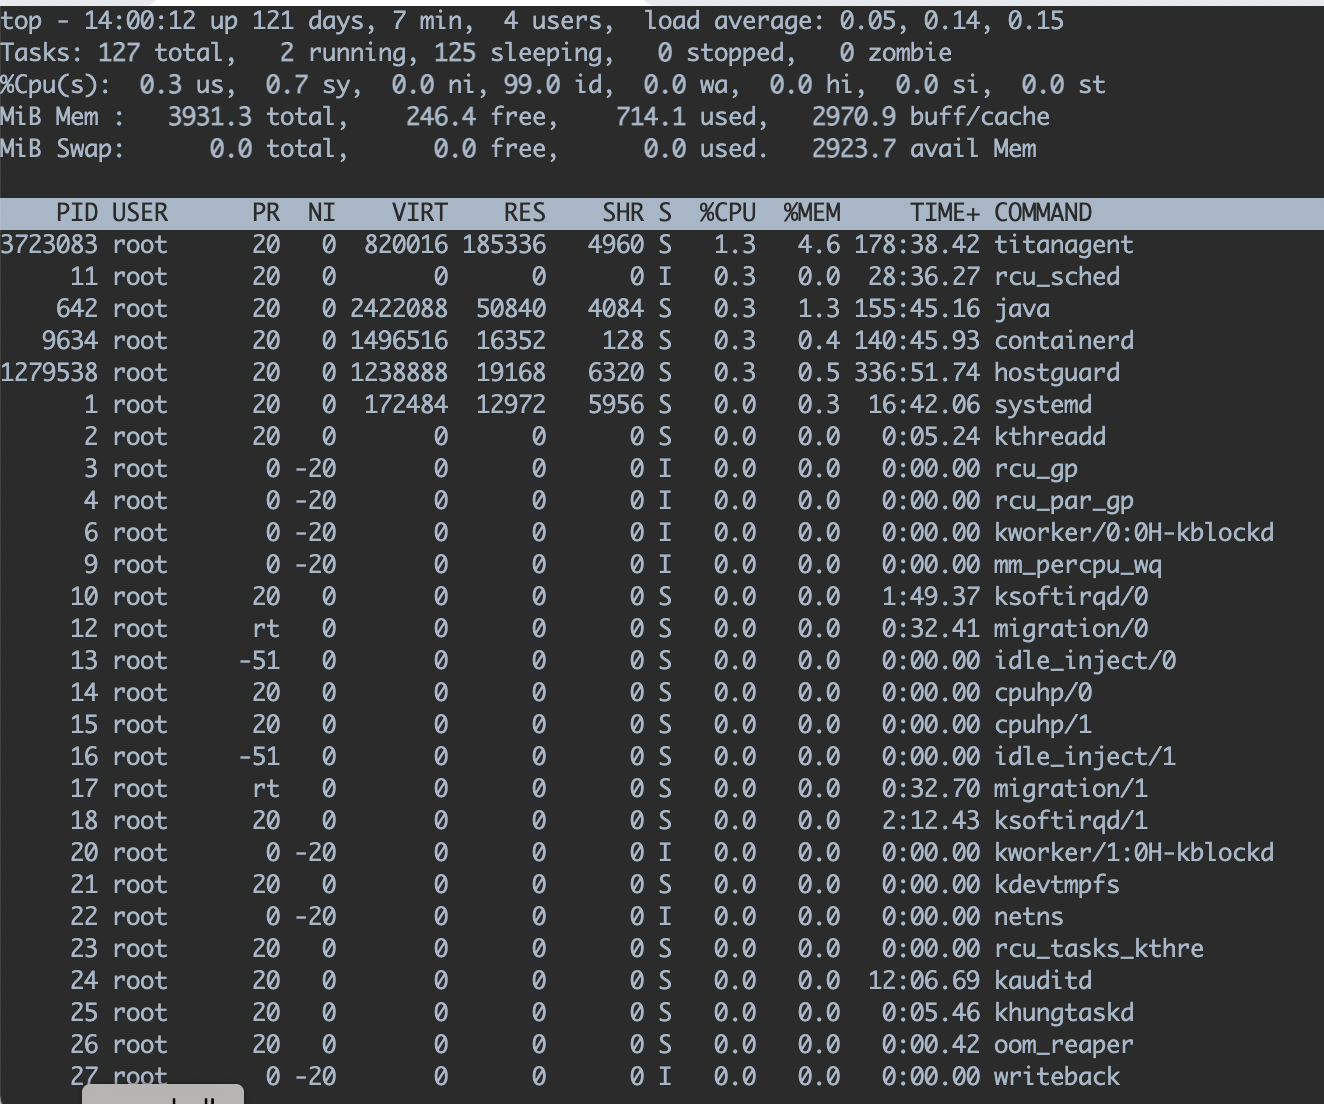 top - 14:00:12 up 121 days, 7 min,  4 users,  load average: 0.05, 0.14, 0.15
Tasks: 127 total,   2 running, 125 sleeping,   0 stopped,   0 zombie
%Cpu(s):  0.3 us,  0.7 sy,  0.0 ni, 99.0 id,  0.0 wa,  0.0 hi,  0.0 si,  0.0 st
MiB Mem :   3931.3 total,    246.4 free,    714.1 used,   2970.9 buff/cache
MiB Swap:      0.0 total,      0.0 free,      0.0 used.   2923.7 avail Mem
    PID USER      PR  NI    VIRT    RES    SHR S  %CPU  %MEM     TIME+ COMMAND
3723083 root      20   0  820016 185336   4960 S   1.3   4.6 178:38.42 titanagent
     11 root      20   0       0      0      0 I   0.3   0.0  28:36.27 rcu_sched
    642 root      20   0 2422088  50840   4084 S   0.3   1.3 155:45.16 java
   9634 root      20   0 1496516  16352    128 S   0.3   0.4 140:45.93 containerd
1279538 root      20   0 1238888  19168   6320 S   0.3   0.5 336:51.74 hostguard
      1 root      20   0  172484  12972   5956 S   0.0   0.3  16:42.06 systemd
      2 root      20   0       0      0      0 S   0.0   0.0   0:05.24 kthreadd
      3 root       0 -20       0      0      0 I   0.0   0.0   0:00.00 rcu_gp
      4 root       0 -20       0      0      0 I   0.0   0.0   0:00.00 rcu_par_gp
      6 root       0 -20       0      0      0 I   0.0   0.0   0:00.00 kworker/0:0H-kblockd
      9 root       0 -20       0      0      0 I   0.0   0.0   0:00.00 mm_percpu_wq
     10 root      20   0       0      0      0 S   0.0   0.0   1:49.37 ksoftirqd/0
     12 root      rt   0       0      0      0 S   0.0   0.0   0:32.41 migration/0
     13 root     -51   0       0      0      0 S   0.0   0.0   0:00.00 idle_inject/0
     14 root      20   0       0      0      0 S   0.0   0.0   0:00.00 cpuhp/0
     15 root      20   0       0      0      0 S   0.0   0.0   0:00.00 cpuhp/1
     16 root     -51   0       0      0      0 S   0.0   0.0   0:00.00 idle_inject/1
     17 root      rt   0       0      0      0 S   0.0   0.0   0:32.70 migration/1
     18 root      20   0       0      0      0 S   0.0   0.0   2:12.43 ksoftirqd/1
     20 root       0 -20       0      0      0 I   0.0   0.0   0:00.00 kworker/1:0H-kblockd
     21 root      20   0       0      0      0 S   0.0   0.0   0:00.00 kdevtmpfs
     22 root       0 -20       0      0      0 I   0.0   0.0   0:00.00 netns
     23 root      20   0       0      0      0 S   0.0   0.0   0:00.00 rcu_tasks_kthre
     24 root      20   0       0      0      0 S   0.0   0.0  12:06.69 kauditd
     25 root      20   0       0      0      0 S   0.0   0.0   0:05.46 khungtaskd
     26 root      20   0       0      0      0 S   0.0   0.0   0:00.42 oom_reaper
     27 root       0 -20       0      0      0 I   0.0   0.0   0:00.00 writeback